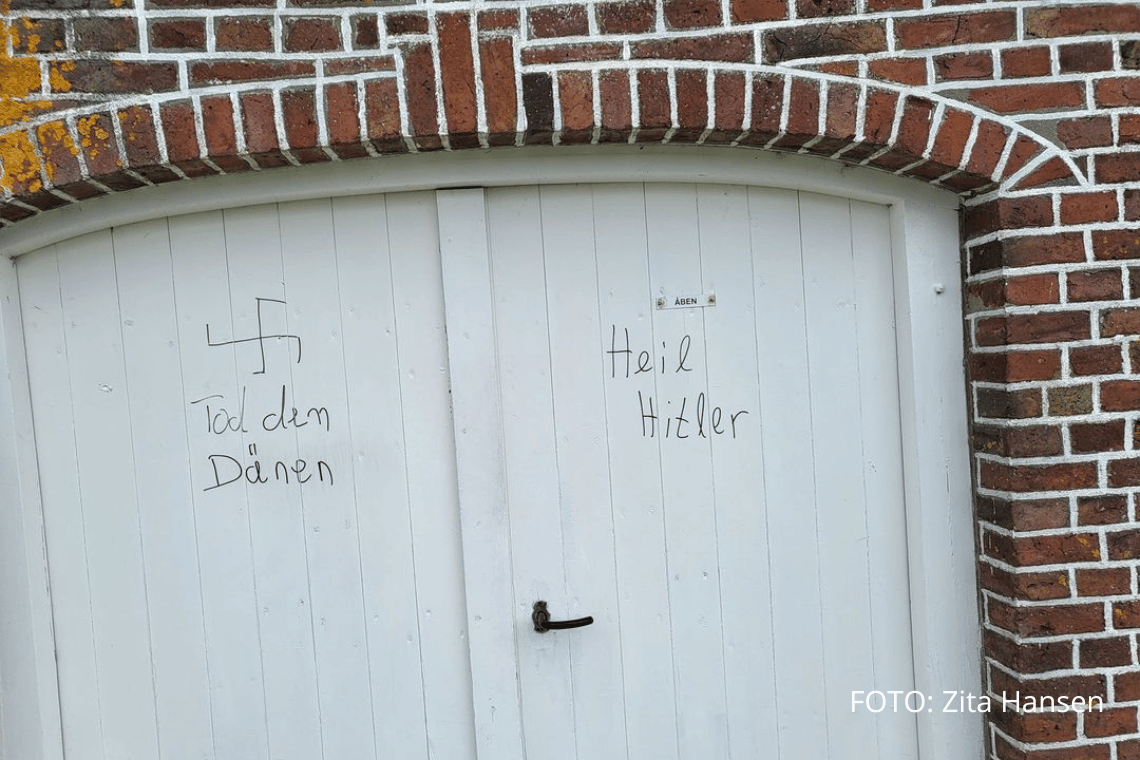 ÅBEN
Tod den
Dänen
Heil
Hitler
FOTO: Zita Hansen